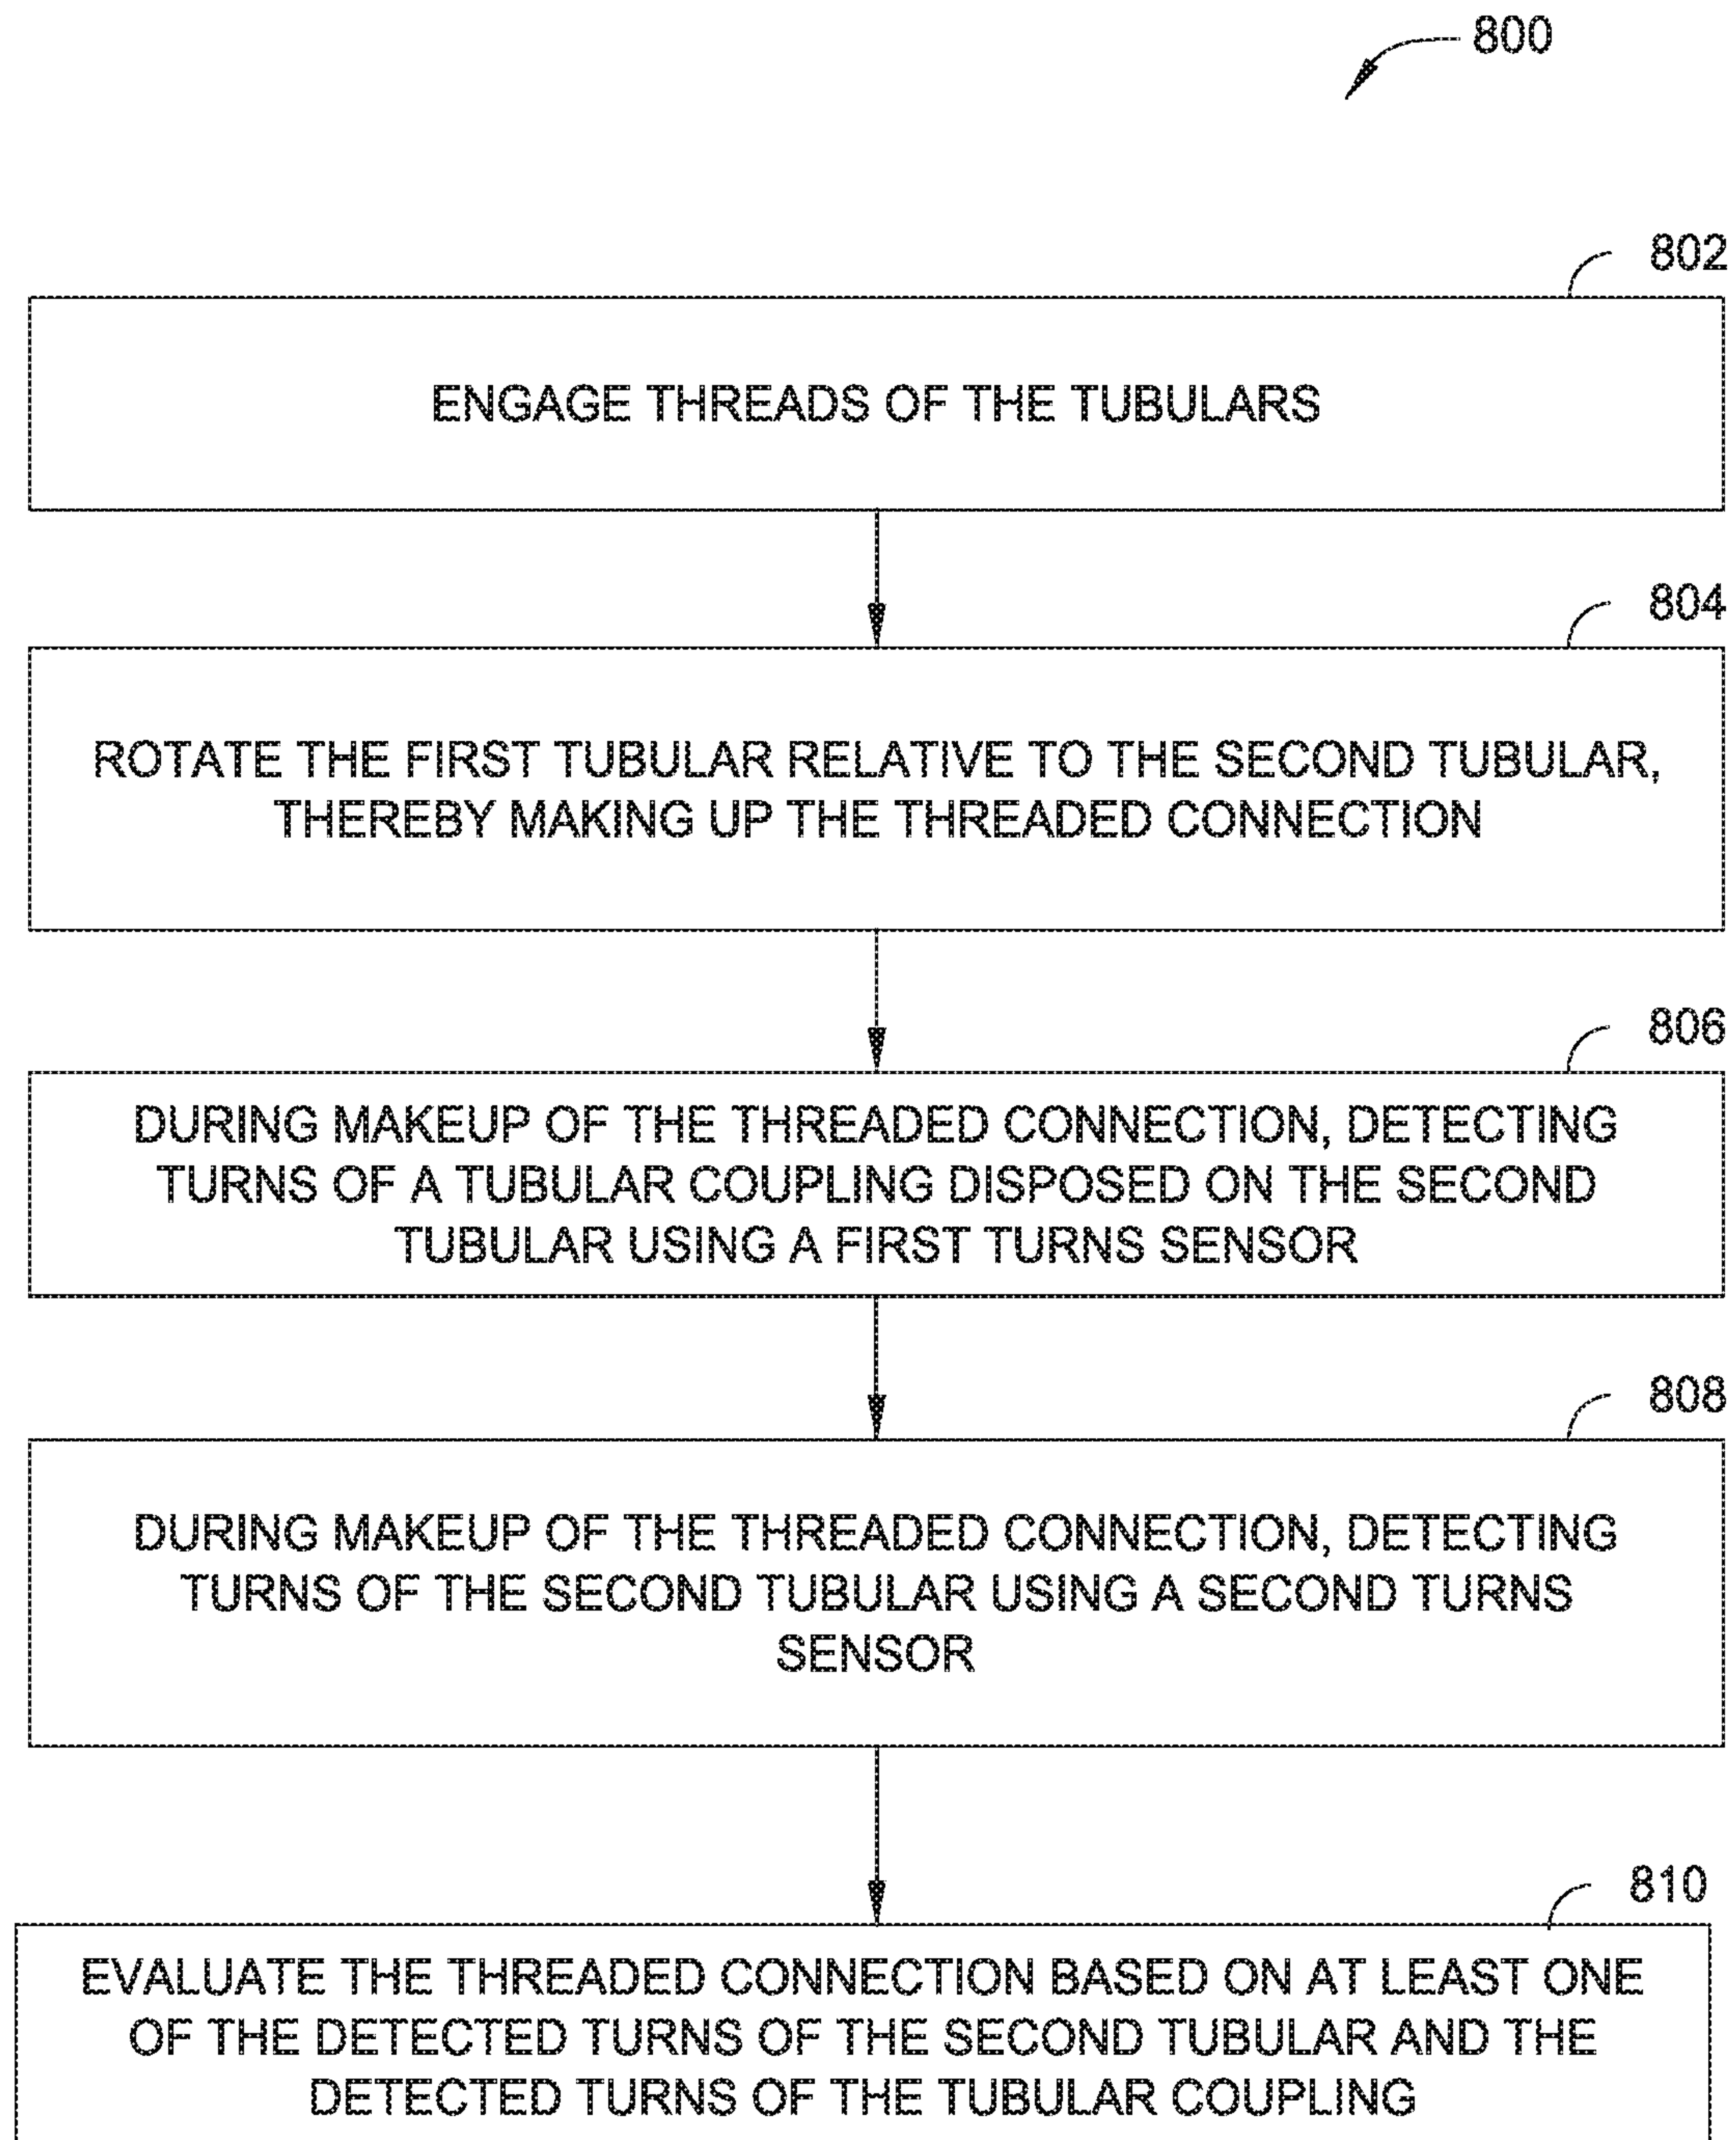 800
802
ENGAGE THREADS OF THE TUBULARS
804
ROTATE THE FIRST TUBULAR RELATIVE TO THE SECOND TUBULAR,
THEREBY MAKING UP THE THREADED CONNECTION
806
DURING MAKEUP OF THE THREADED CONNECTION, DETECTING
TURNS OF A TUBULAR COUPLING DISPOSED ON THE SECOND
TUBULAR USING A FIRST TURNS SENSOR
808
DURING MAKEUP OF THE THREADED CONNECTION, DETECTING
TURNS OF THE SECOND TUBULAR USING A SECOND TURNS
SENSOR
810
EVALUATE THE THREADED CONNECTION BASED ON AT LEAST ONE
OF THE DETECTED TURNS OF THE SECOND TUBULAR AND THE
DETECTED TURNS OF THE TUBULAR COUPLING